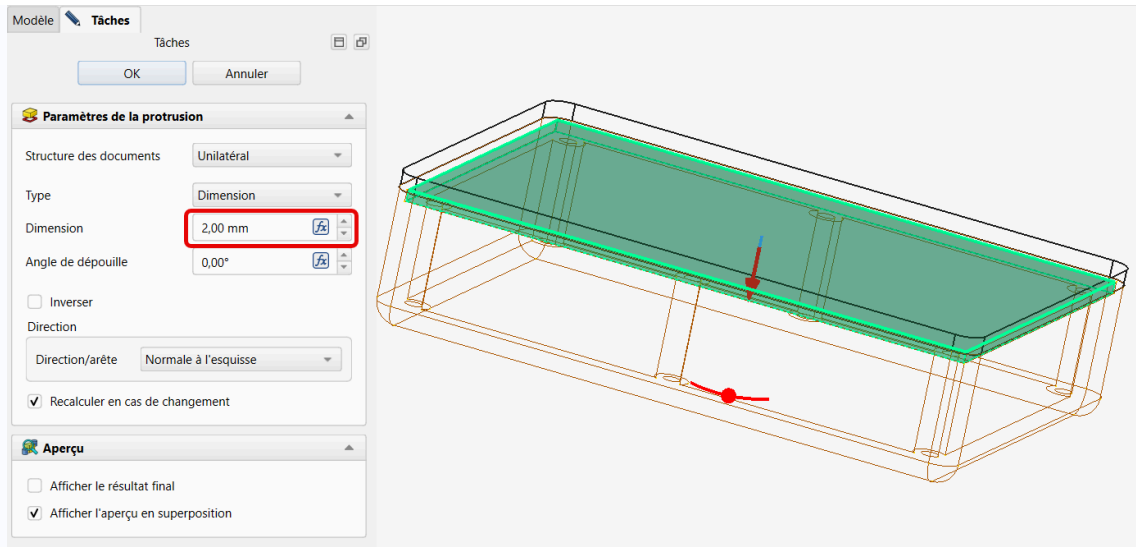 Modèle Tâches
Tâches
OK Annuler
Paramètres de la protrusion
Structure des documents Unilatéral
Type Dimension
Dimension 2,00 mm fx
Angle de dépouille 0,00° fx
Inverser
Direction
Direction/arête Normale à l'esquisse
Recalculer en cas de changement
Aperçu
Afficher le résultat final
Afficher l'aperçu en superposition